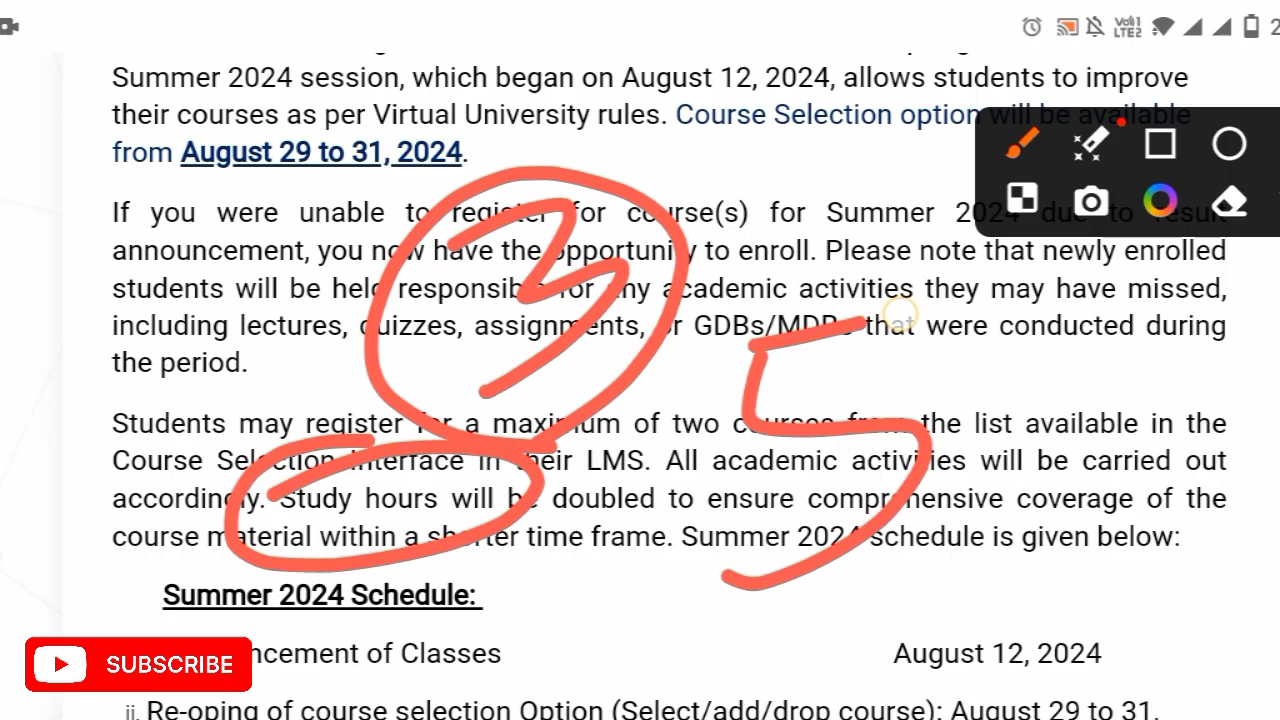 VoI) 1
LTE2
2
Summer 2024 session, which began on August 12, 2024, allows students to improve
their courses as per Virtual University rules. Course Selection option will be available
from August 29 to 31, 2024.
If you were unable to register for course(s) for Summer 2024 due to result
announcement, you now have the opportunity to enroll. Please note that newly enrolled
students will be held responsible for any academic activities they may have missed,
including lectures, quizzes, assignments, or GDBs/MDBs that were conducted during
the period.
Students may register for a maximum of two courses from the list available in the
Course Selection Interface in their LMS. All academic activities will be carried out
accordingly. Study hours will be doubled to ensure comprehensive coverage of the
course material within a shorter time frame. Summer 2024 schedule is given below:
3
5
Summer 2024 Schedule:
ncement of Classes August 12, 2024
SUBSCRIBE
ii. Re-oping of course selection Option (Select/add/drop course): August 29 to 31,